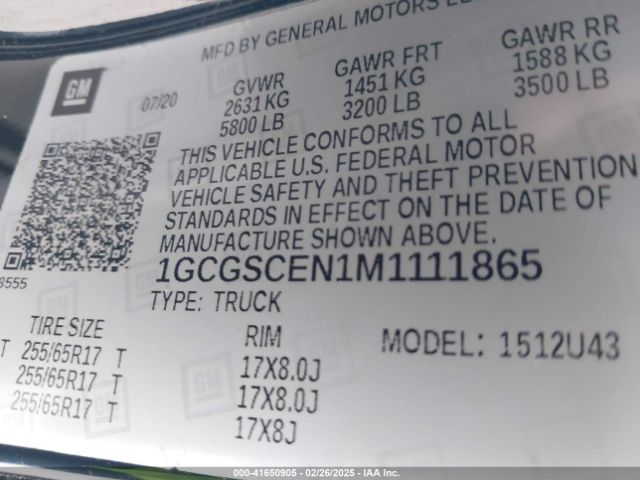 MFD BY GENERAL MOTORS LLC
GM
07/20
GVWR
2631 KG
5800 LB
GAWR FRT
1451 KG
3200 LB
GAWR RR
1588 KG
3500 LB
THIS VEHICLE CONFORMS TO ALL
APPLICABLE U.S. FEDERAL MOTOR
VEHICLE SAFETY AND THEFT PREVENTION
STANDARDS IN EFFECT ON THE DATE OF
MANUFACTURE SHOWN ABOVE.
8555
1GCGSCEN1M1111865
TYPE: TRUCK
MODEL: 1512U43
TIRE SIZE
T 255/65R17 T
255/65R17 T
255/65R17 T
RIM
17X8.0J
17X8.0J
17X8J
000-41650905 - 02/26/2025 - IAA Inc.